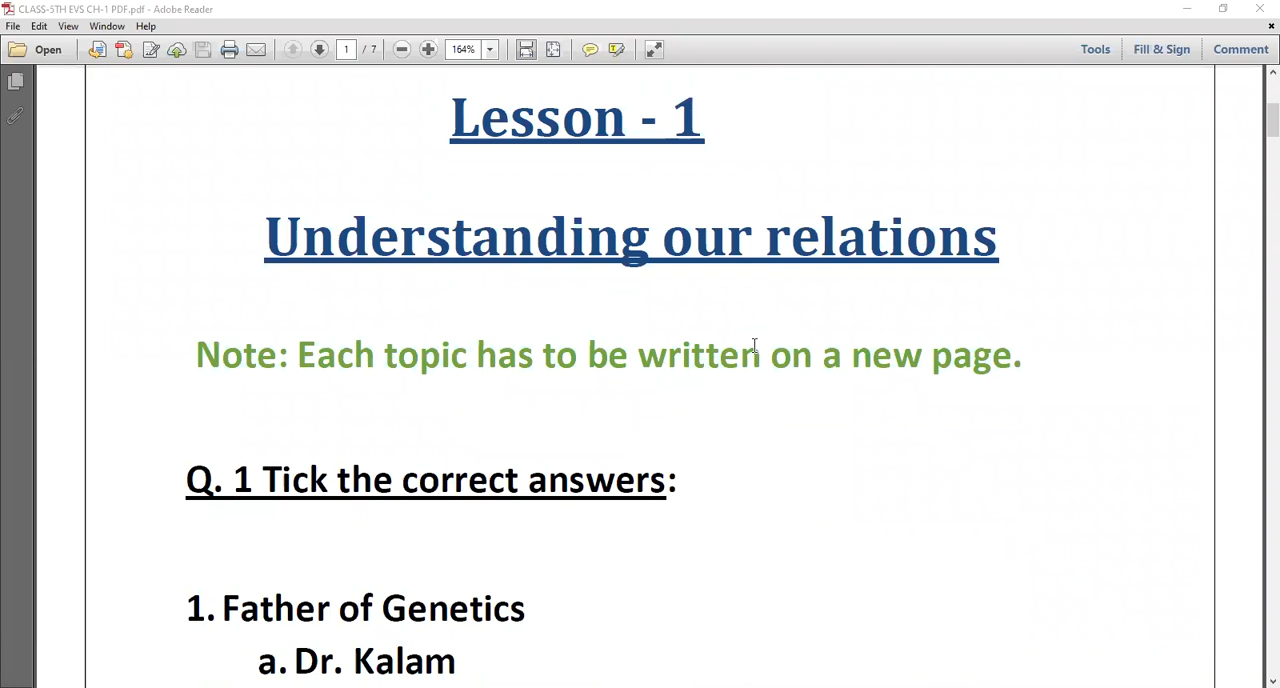 CLASS-5TH EVS CH-1 PDF.pdf - Adobe Reader
File Edit View Window Help
Open 1 / 7 164% Tools Fill & Sign Comment
Lesson - 1
Understanding our relations
Note: Each topic has to be written on a new page.
Q. 1 Tick the correct answers:
1. Father of Genetics
a. Dr. Kalam